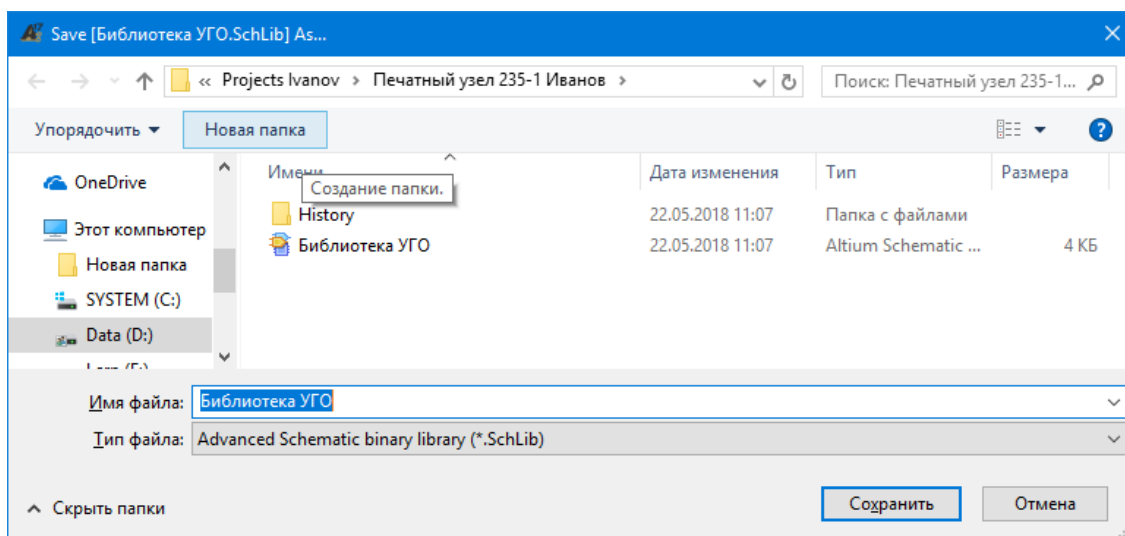 Save [Библиотека УГО.SchLib] As...
« Projects Ivanov › Печатный узел 235-1 Иванов ›
Поиск: Печатный узел 235-1...
Упорядочить
Новая папка
Имени
Дата изменения
Тип
Размера
Создание папки.
OneDrive
Этот компьютер
Новая папка
SYSTEM (C:)
Data (D:)
History
22.05.2018 11:07
Папка с файлами
Библиотека УГО
22.05.2018 11:07
Altium Schematic ...
4 КБ
Имя файла: Библиотека УГО
Тип файла: Advanced Schematic binary library (*.SchLib)
Скрыть папки
Сохранить
Отмена